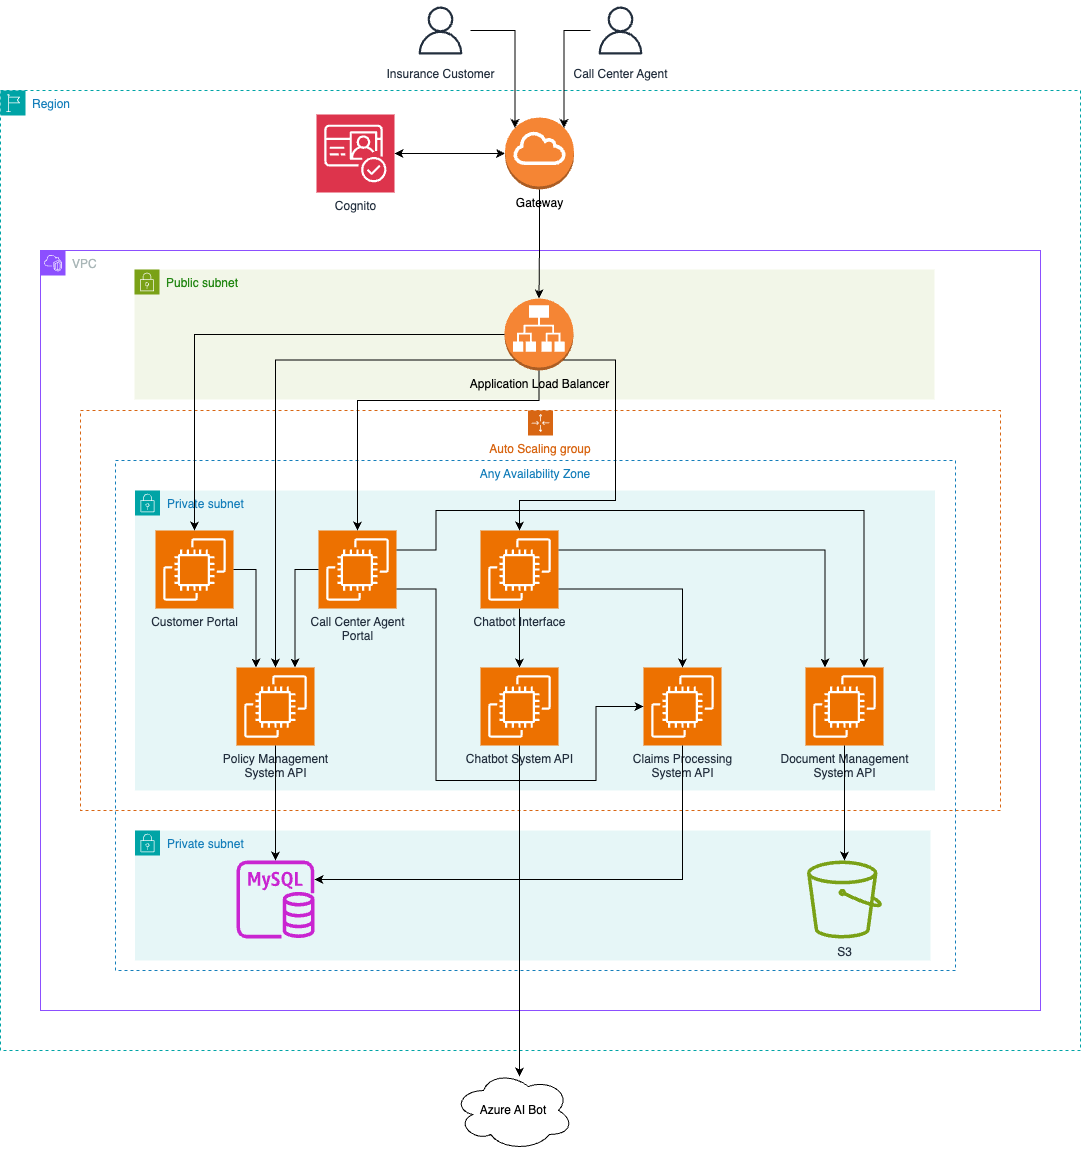 Insurance Customer
Call Center Agent
Region
Cognito
Gateway
VPC
Public subnet
Application Load Balancer
Auto Scaling group
Any Availability Zone
Private subnet
Customer Portal
Call Center Agent
Portal
Chatbot Interface
Policy Management
System API
Chatbot System API
Claims Processing
System API
Document Management
System API
Private subnet
MySQL
S3
Azure AI Bot